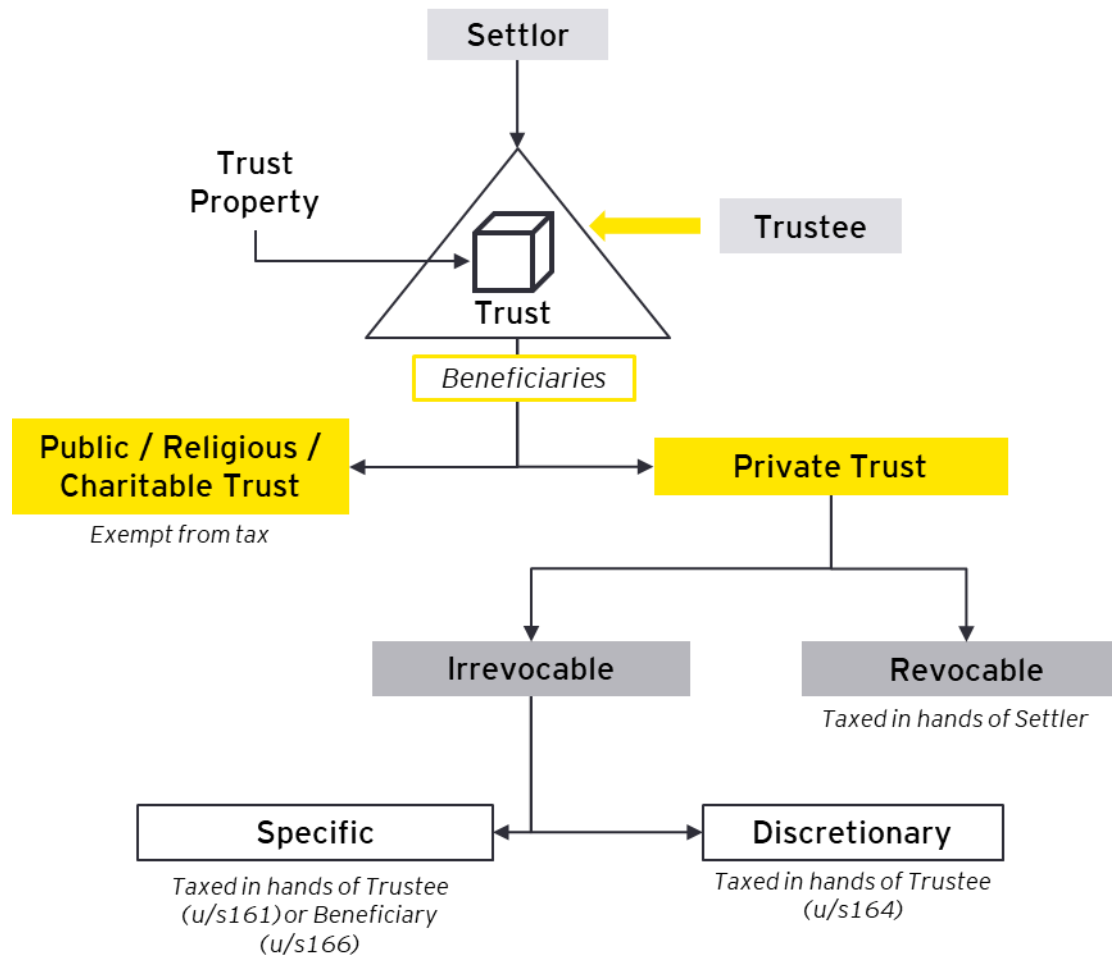 Settlor
Trust
Property
Trustee
Trust
Beneficiaries
Public / Religious /
Charitable Trust
Exempt from tax
Private Trust
Irrevocable
Revocable
Taxed in hands of Settler
Specific
Taxed in hands of Trustee
(u/s161) or Beneficiary
(u/s166)
Discretionary
Taxed in hands of Trustee
(u/s164)